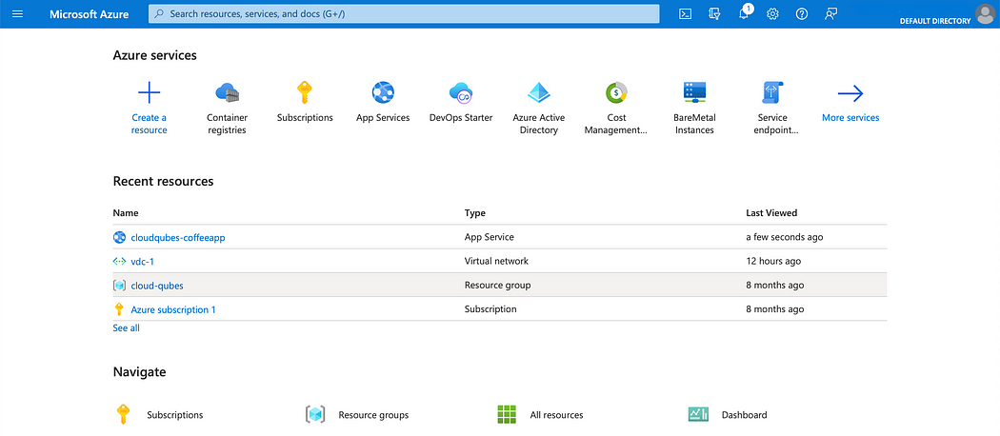 Microsoft Azure
Search resources, services, and docs (G+/)
1
DEFAULT DIRECTORY
Azure services
Create a
resource
Container
registries
Subscriptions
App Services
DevOps Starter
Azure Active
Directory
Cost
Management...
BareMetal
Instances
Service
endpoint...
More services
Recent resources
Name Type Last Viewed
cloudqubes-coffeeapp App Service a few seconds ago
vdc-1 Virtual network 12 hours ago
cloud-qubes Resource group 8 months ago
Azure subscription 1 Subscription 8 months ago
See all
Navigate
Subscriptions Resource groups All resources Dashboard